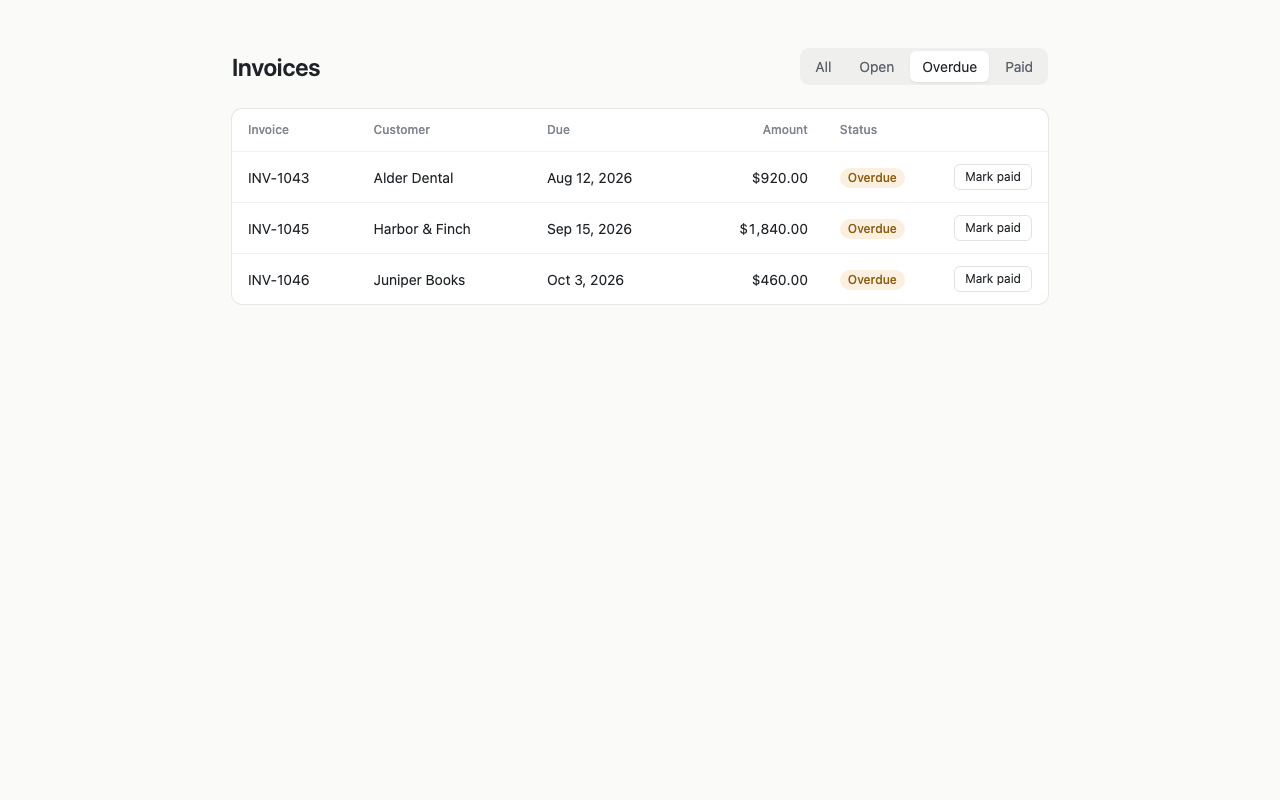 Invoices
All Open Overdue Paid
Invoice Customer Due Amount Status
INV-1043 Alder Dental Aug 12, 2026 $920.00 Overdue Mark paid
INV-1045 Harbor & Finch Sep 15, 2026 $1,840.00 Overdue Mark paid
INV-1046 Juniper Books Oct 3, 2026 $460.00 Overdue Mark paid